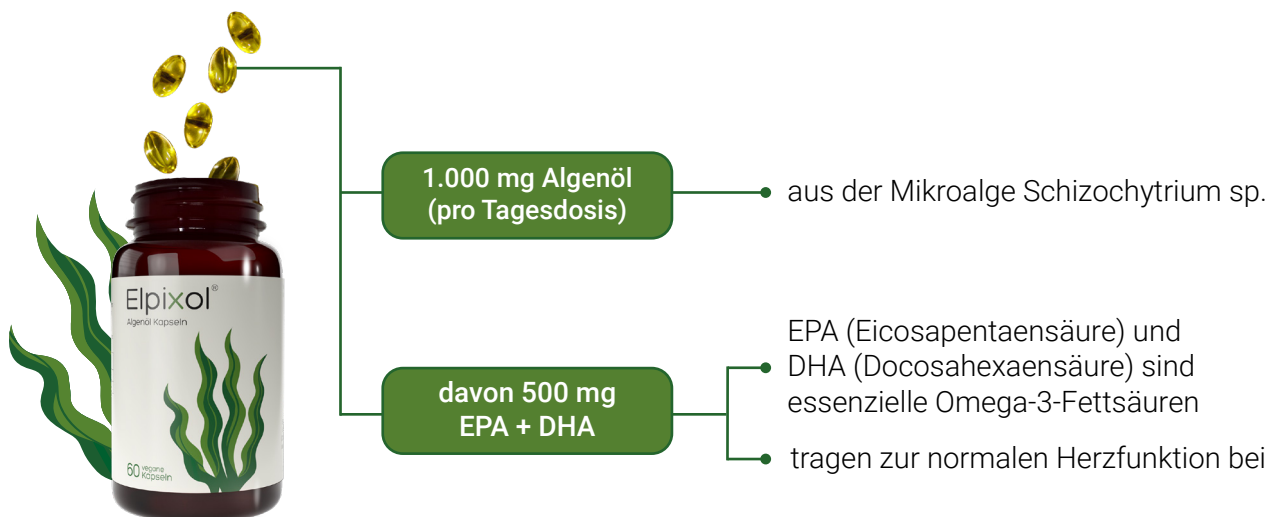 1.000 mg Algenöl
(pro Tagesdosis)
aus der Mikroalge Schizochytrium sp.
Elpixol®
Algenöl Kapseln
60 vegane
Kapseln
davon 500 mg
EPA + DHA
EPA (Eicosapentaensäure) und
DHA (Docosahexaensäure) sind
essenzielle Omega-3-Fettsäuren
tragen zur normalen Herzfunktion bei